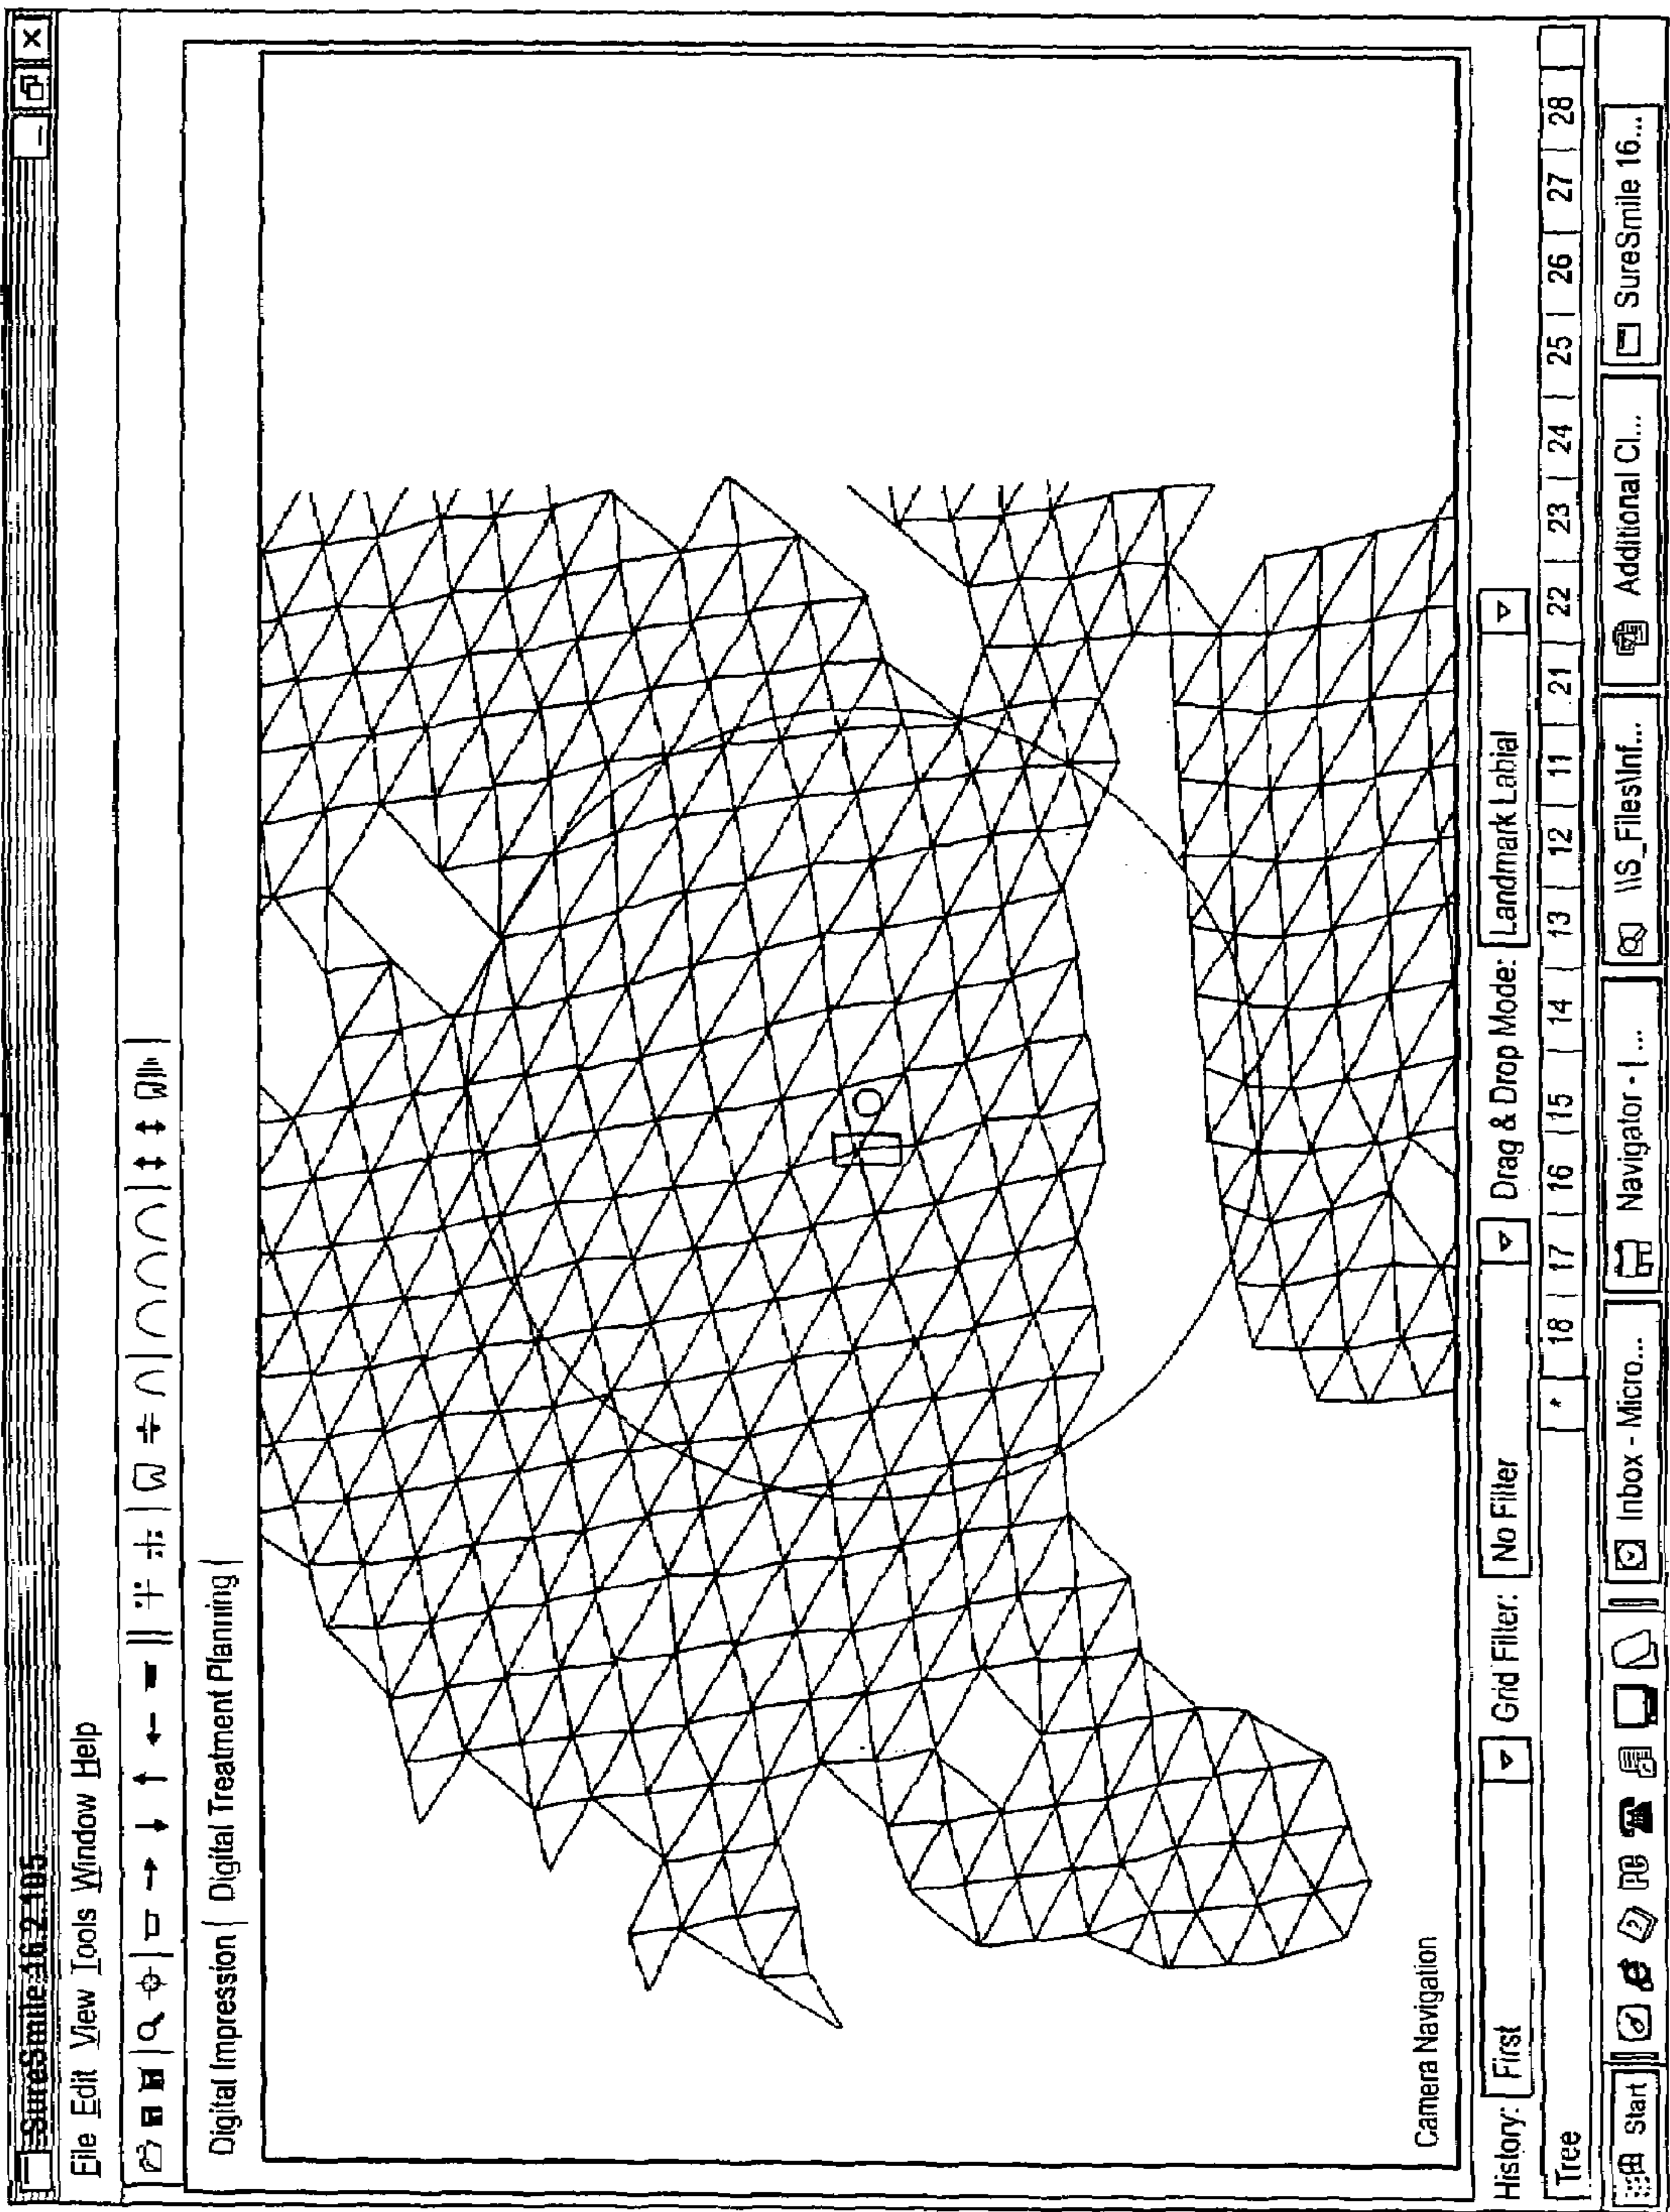 SureSmile 16.2.105
File Edit View Tools Window Help
Digital Impression Digital Treatment Planning
Camera Navigation
History: First Grid Filter: No Filter Drag & Drop Mode: Landmark Labial
Tree * 18 17 16 15 14 13 12 11 21 22 23 24 25 26 27 28
Start Inbox - Micro... Navigator - [... \\S_Files\Inf... Additional Cl... SureSmile 16...